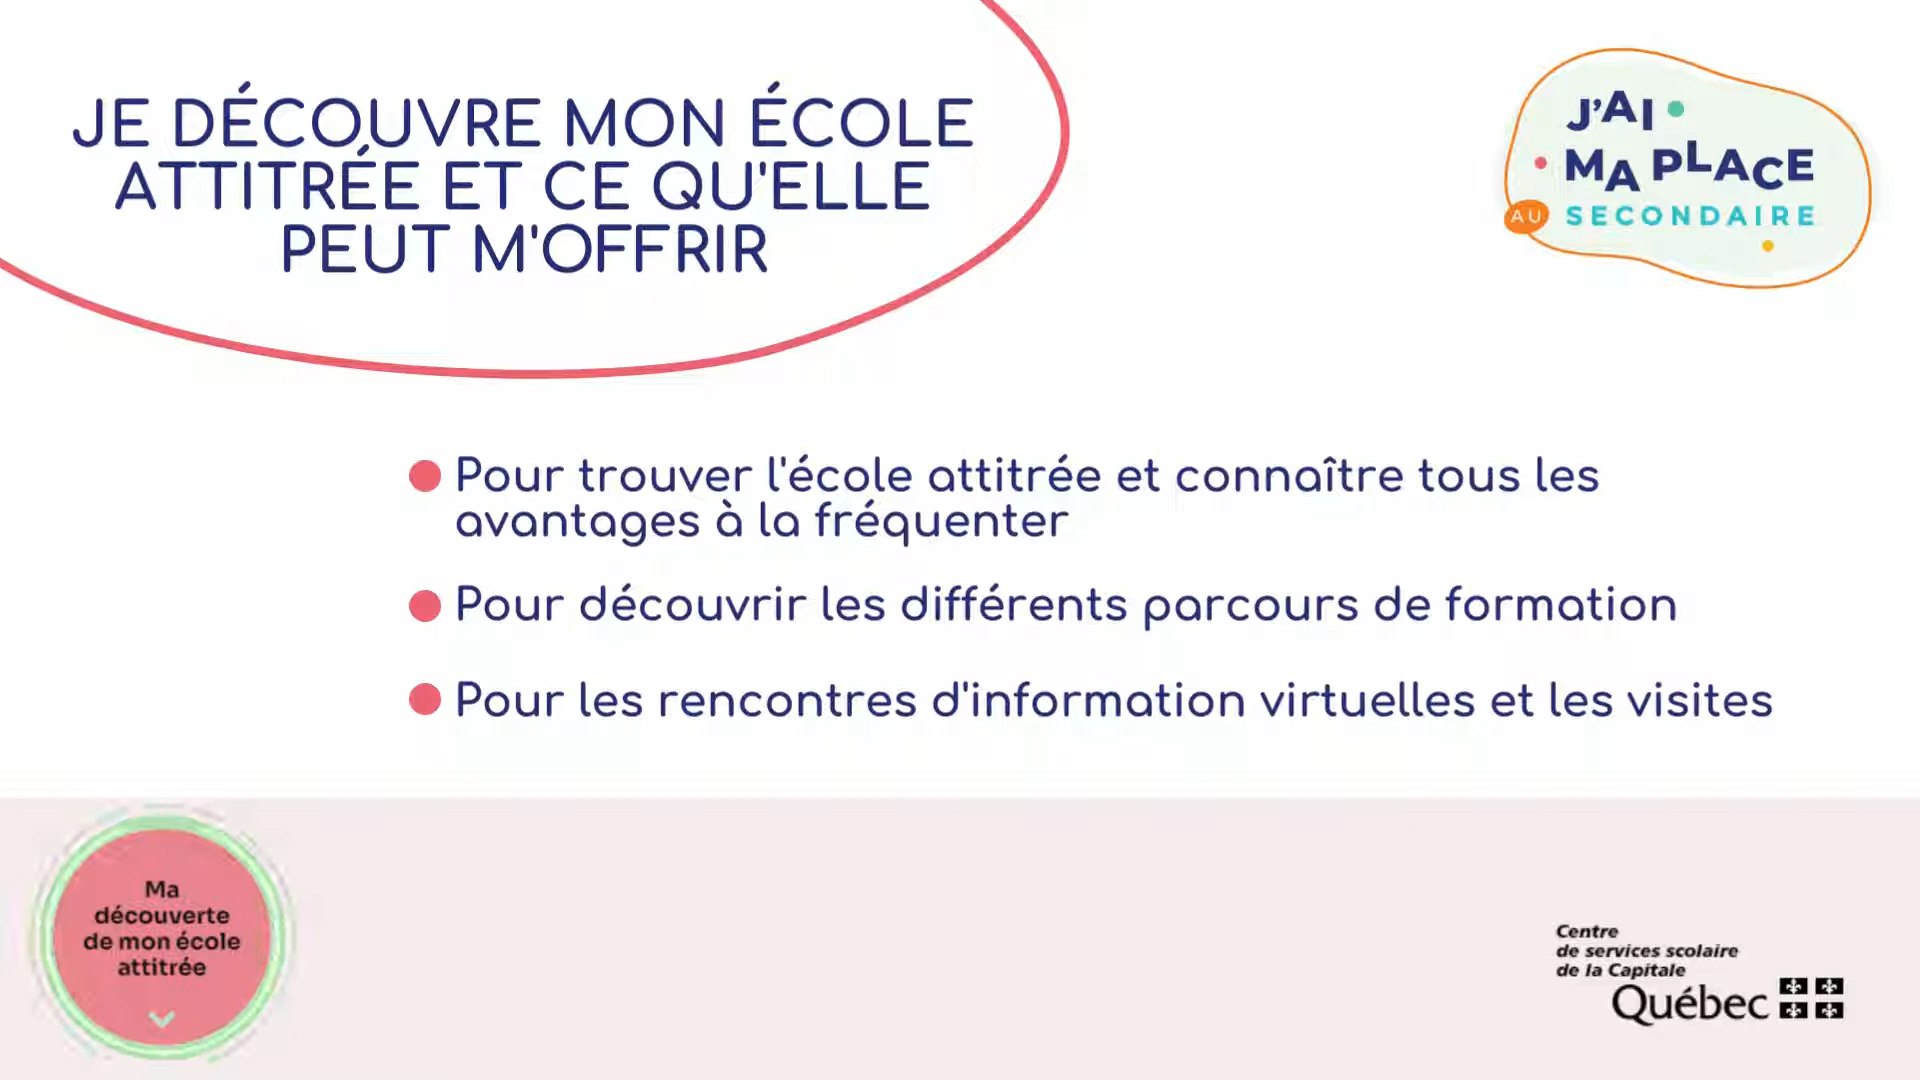 JE DÉCOUVRE MON ÉCOLE
ATTITRÉE ET CE QU'ELLE
PEUT M'OFFRIR
J'AI
MA PLACE
AU SECONDAIRE
Pour trouver l'école attitrée et connaître tous les
avantages à la fréquenter
Pour découvrir les différents parcours de formation
Pour les rencontres d'information virtuelles et les visites
Ma
découverte
de mon école
attitrée
Centre
de services scolaire
de la Capitale
Québec